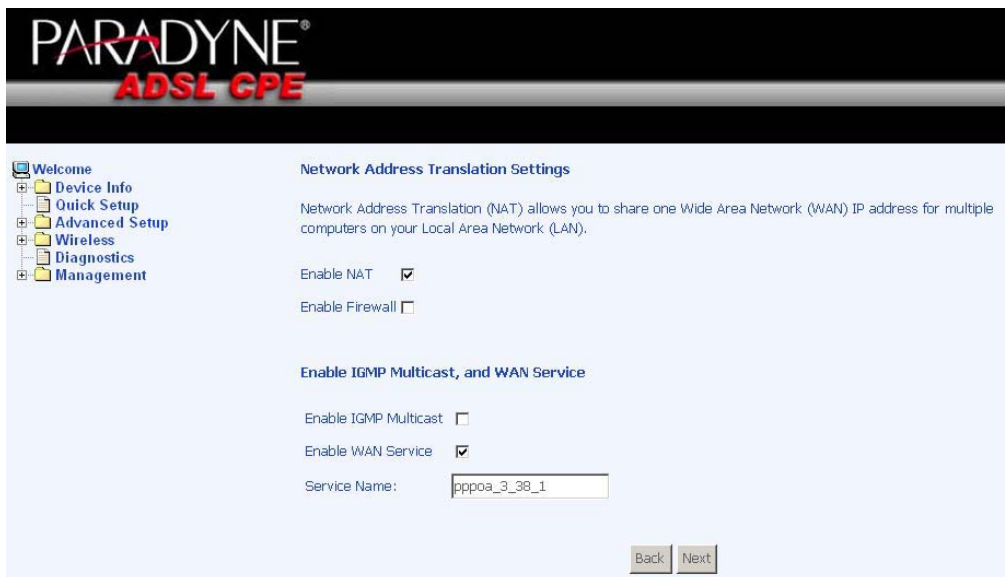 PARADYNE®
ADSL CPE
Welcome
Device Info
Quick Setup
Advanced Setup
Wireless
Diagnostics
Management
Network Address Translation Settings
Network Address Translation (NAT) allows you to share one Wide Area Network (WAN) IP address for multiple
computers on your Local Area Network (LAN).
Enable NAT
Enable Firewall
Enable IGMP Multicast, and WAN Service
Enable IGMP Multicast
Enable WAN Service
Service Name: pppoa_3_38_1
Back Next